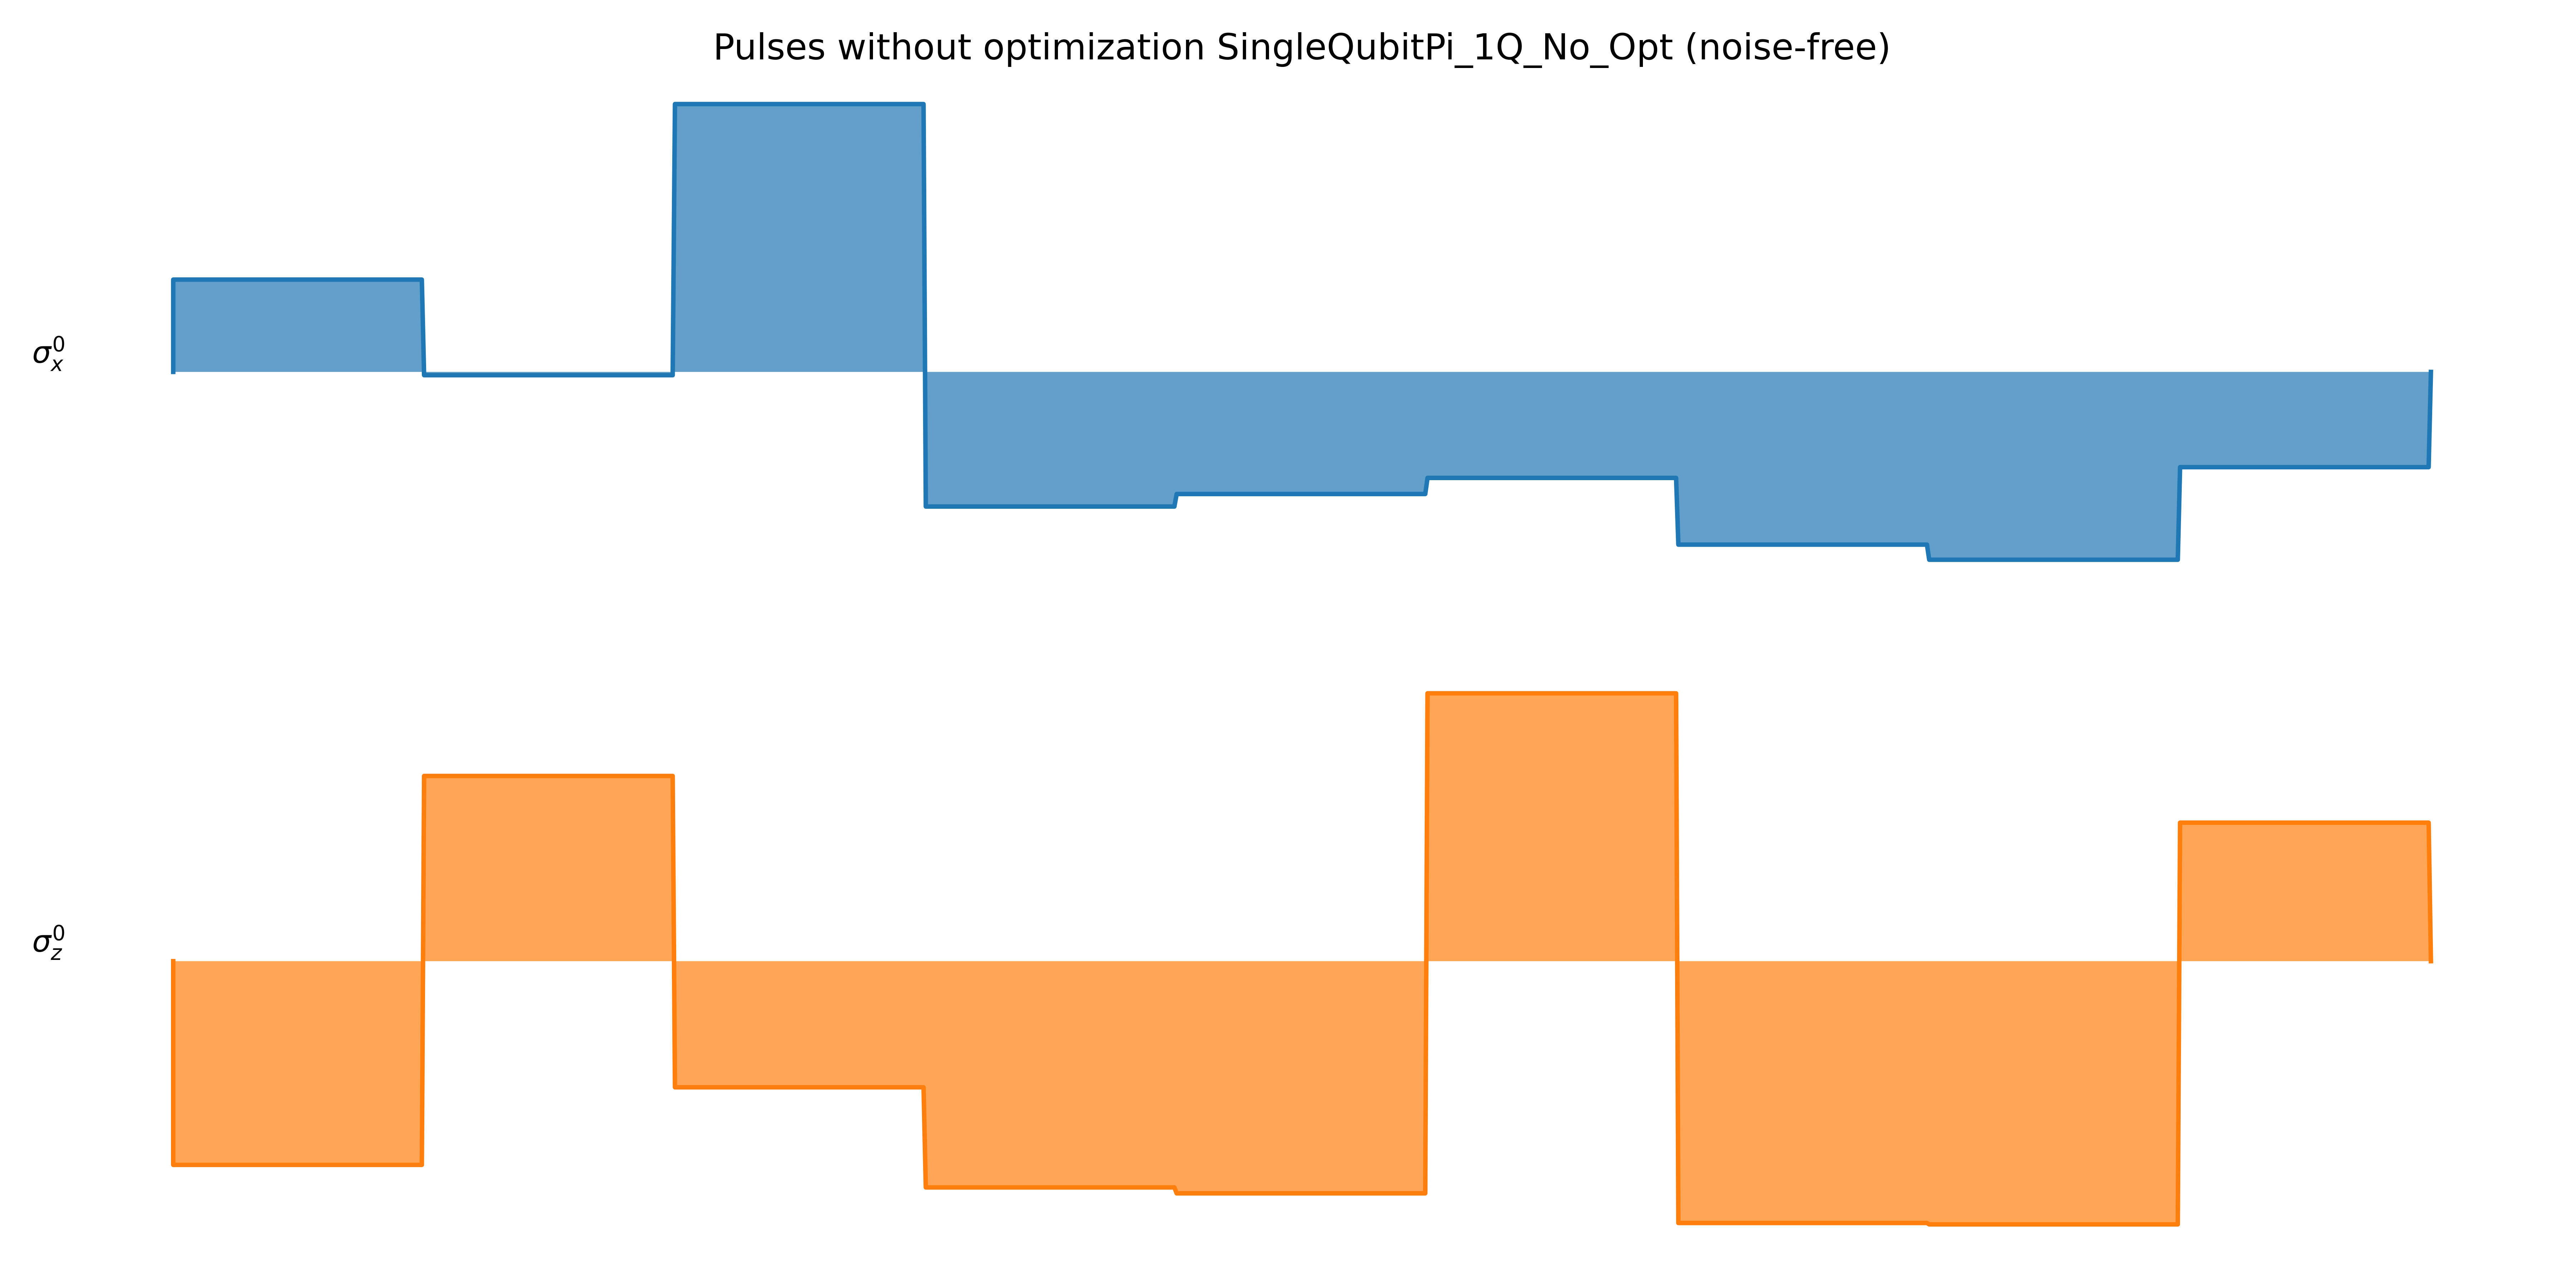 Pulses without optimization SingleQubitPi_1Q_No_Opt (noise-free)
σ_x^0
σ_z^0